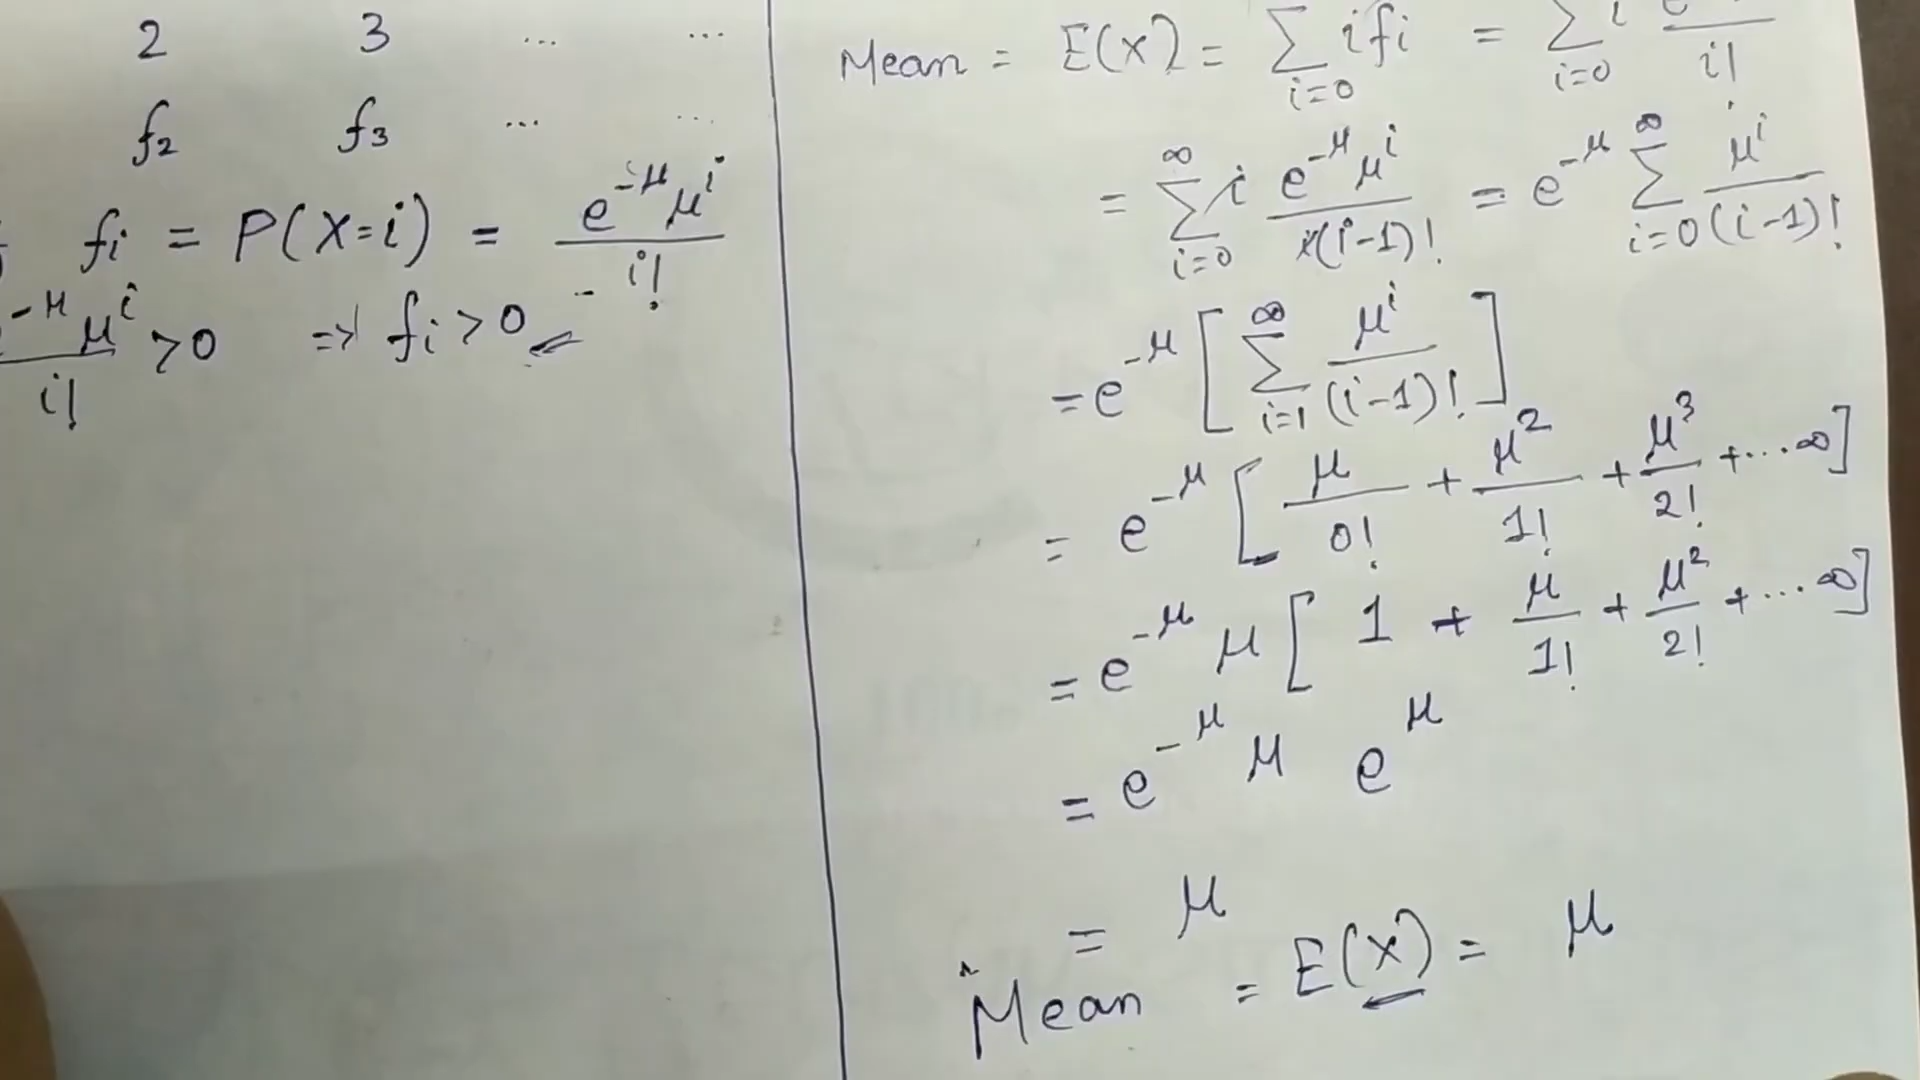 2 3 ... ...
f₂ f₃ ... ...
fᵢ = P(X=i) = e^{-μ} μ^i / i!
^{-μ} μ^i / i! >0 ⇒ fᵢ >0
Mean = E(X) = Σ_{i=0} i fᵢ = Σ_{i=0} i / i!
= Σ_{i=0}^{∞} i e^{-μ} μ^i / i(i-1)! = e^{-μ} Σ_{i=0}^{∞} μ^i / (i-1)!
= e^{-μ} [ Σ_{i=1}^{∞} μ^i / (i-1)! ]
= e^{-μ} [ μ/0! + μ²/1! + μ³/2! + ... ∞ ]
= e^{-μ} μ [ 1 + μ/1! + μ²/2! + ... ∞ ]
= e^{-μ} μ e^{μ}
= μ
Mean = E(X) = μ